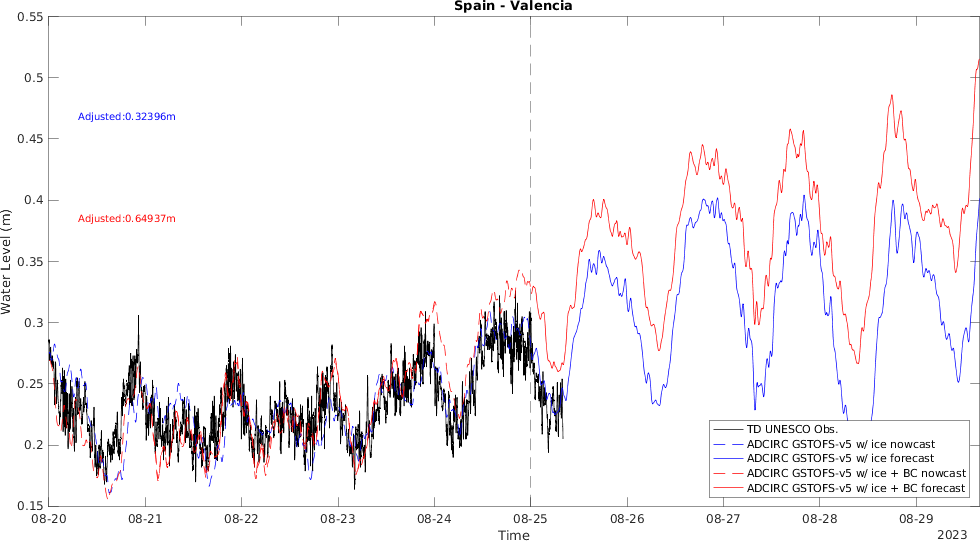 Spain - Valencia
0.55
0.5
0.45
0.4
0.35
0.3
0.25
0.2
0.15
Water Level (m)
Adjusted:0.32396m
Adjusted:0.64937m
TD UNESCO Obs.
ADCIRC GSTOFS-v5 w/ ice nowcast
ADCIRC GSTOFS-v5 w/ ice forecast
ADCIRC GSTOFS-v5 w/ ice + BC nowcast
ADCIRC GSTOFS-v5 w/ ice + BC forecast
08-20 08-21 08-22 08-23 08-24 08-25 08-26 08-27 08-28 08-29
Time
2023